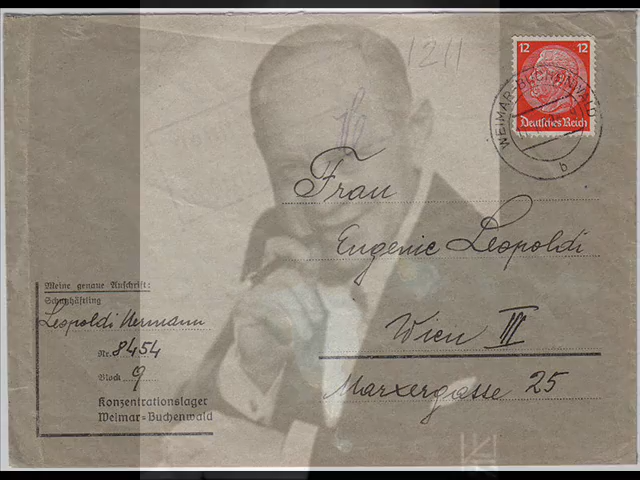 1211
12 12
Deutsches Reich
WEIMAR-BUCHENWALD
b
Frau
Eugenie Leopoldi
Wien III
Marxergasse 25
Meine genaue Anschrift:
Schutzhäftling
Leopoldi Hermann
Nr. 8454
Block 9
Konzentrationslager
Weimar=Buchenwald